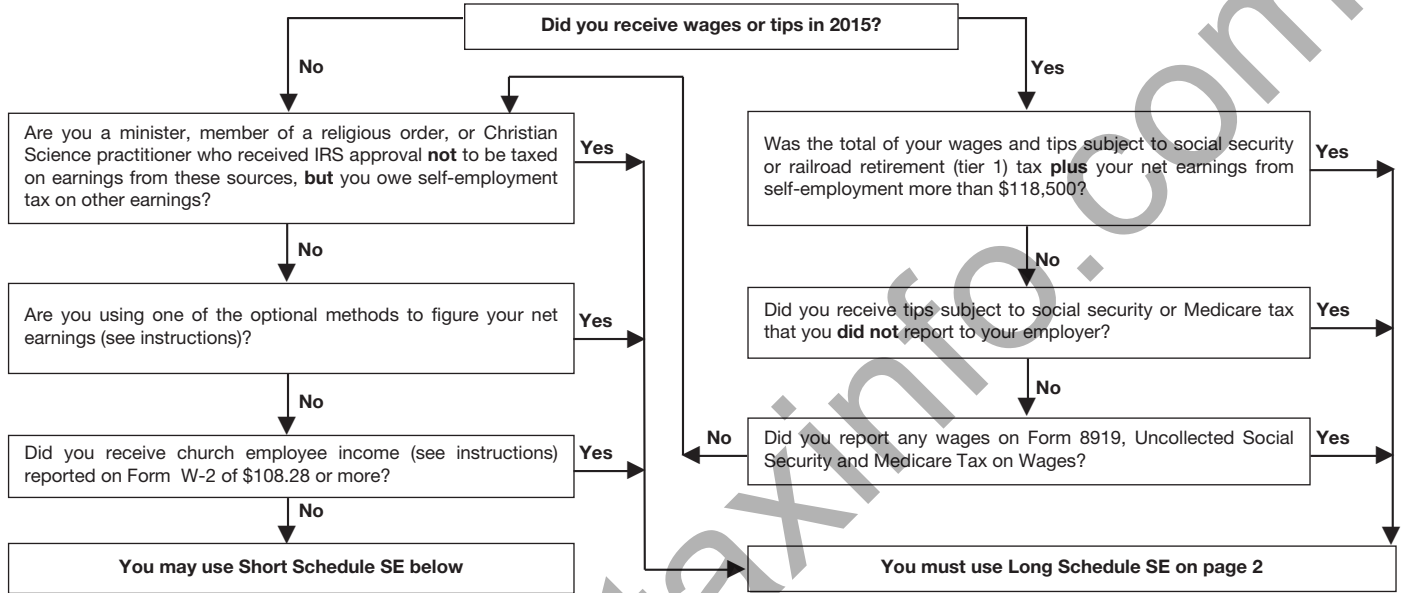 Did you receive wages or tips in 2015?
No
Yes
Are you a minister, member of a religious order, or Christian
Science practitioner who received IRS approval not to be taxed
on earnings from these sources, but you owe self-employment
tax on other earnings?
Yes
Was the total of your wages and tips subject to social security
or railroad retirement (tier 1) tax plus your net earnings from
self-employment more than $118,500?
Yes
No
No
Are you using one of the optional methods to figure your net
earnings (see instructions)?
Yes
Did you receive tips subject to social security or Medicare tax
that you did not report to your employer?
Yes
No
No
Did you receive church employee income (see instructions)
reported on Form W-2 of $108.28 or more?
Yes
No
Did you report any wages on Form 8919, Uncollected Social
Security and Medicare Tax on Wages?
Yes
No
You may use Short Schedule SE below
You must use Long Schedule SE on page 2
taxinfo.com